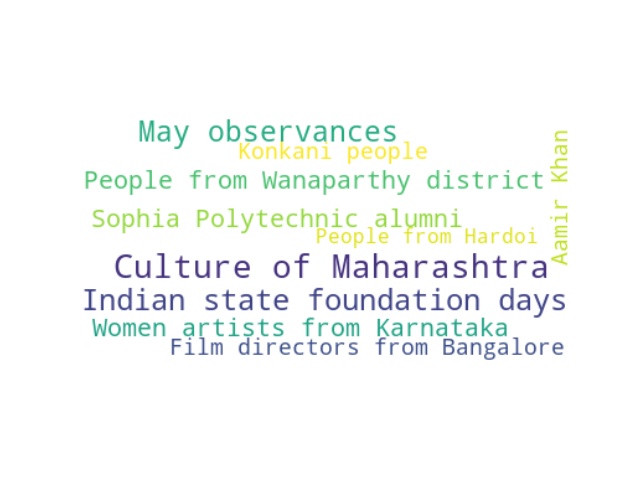 May observances
Konkani people
Aamir Khan
People from Wanaparthy district
Sophia Polytechnic alumni
People from Hardoi
Culture of Maharashtra
Indian state foundation days
Women artists from Karnataka
Film directors from Bangalore